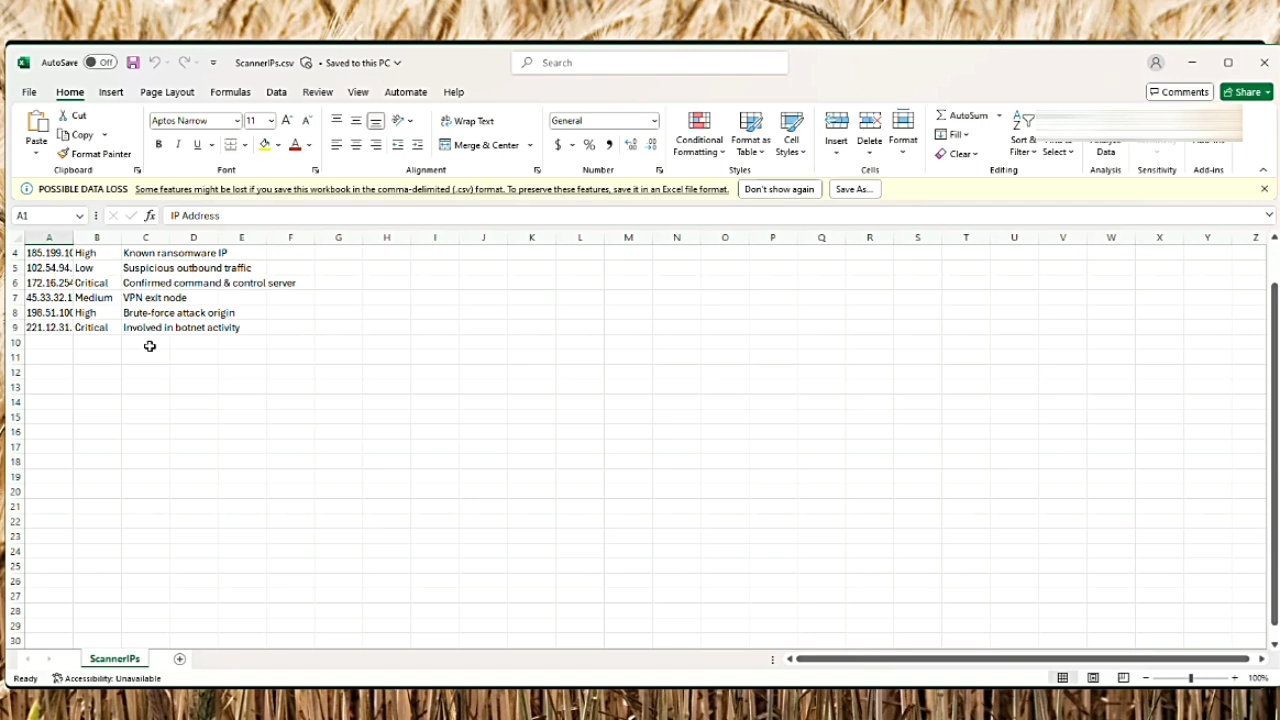 AutoSave Off ScannerIPs.csv • Saved to this PC Search
File Home Insert Page Layout Formulas Data Review View Automate Help Comments Share
Paste Cut Copy Format Painter Clipboard
Aptos Narrow 11 B I U A Font
Wrap Text Merge & Center Alignment
General $ % , Number
Conditional Formatting Format as Table Cell Styles Styles
Insert Delete Format Cells
AutoSum Fill Clear Sort & Filter Select Editing
Data Analysis Sensitivity Add-ins
POSSIBLE DATA LOSS Some features might be lost if you save this workbook in the comma-delimited (.csv) format. To preserve these features, save it in an Excel file format. Don't show again Save As...
A1 fx IP Address
A B C D E F G H I J K L M N O P Q R S T U V W X Y Z
4 185.199.10 High Known ransomware IP
5 102.54.94. Low Suspicious outbound traffic
6 172.16.254 Critical Confirmed command & control server
7 45.33.32.1 Medium VPN exit node
8 198.51.100 High Brute-force attack origin
9 221.12.31. Critical Involved in botnet activity
10
11
12
13
14
15
16
17
18
19
20
21
22
23
24
25
26
27
28
29
30
ScannerIPs
Ready Accessibility: Unavailable 100%